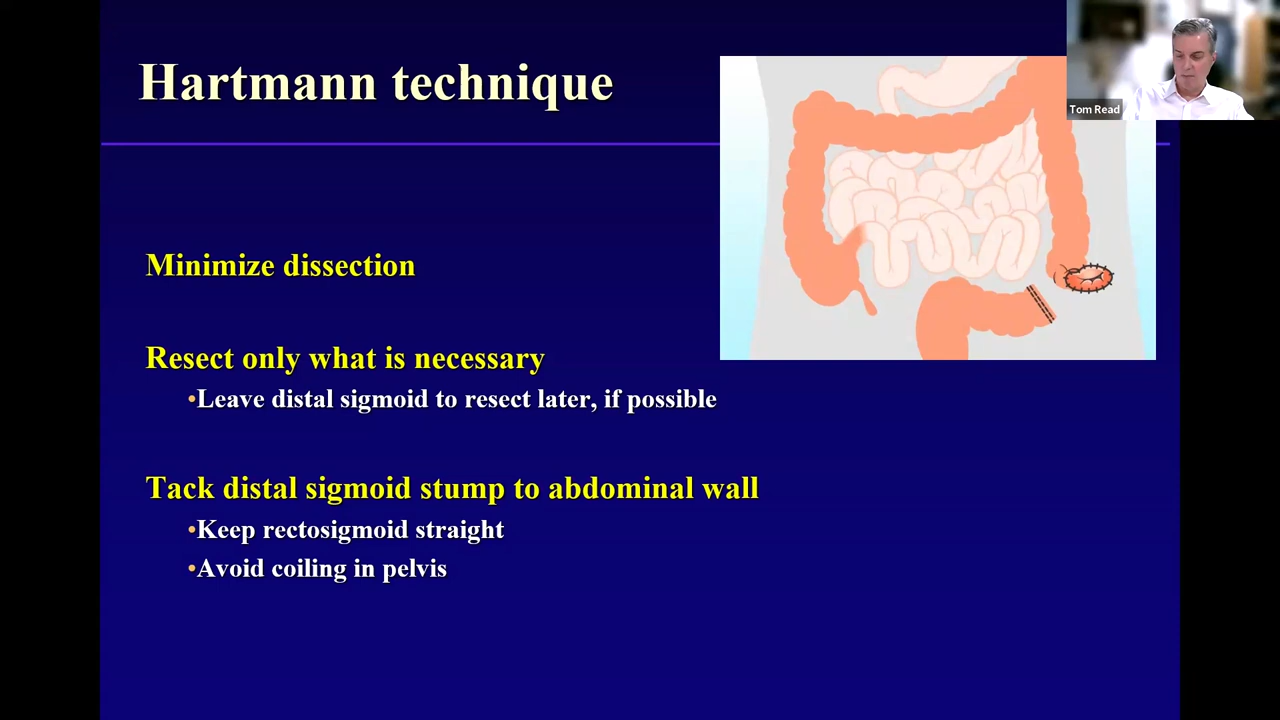 Hartmann technique
Tom Read
Minimize dissection
Resect only what is necessary
•Leave distal sigmoid to resect later, if possible
Tack distal sigmoid stump to abdominal wall
•Keep rectosigmoid straight
•Avoid coiling in pelvis